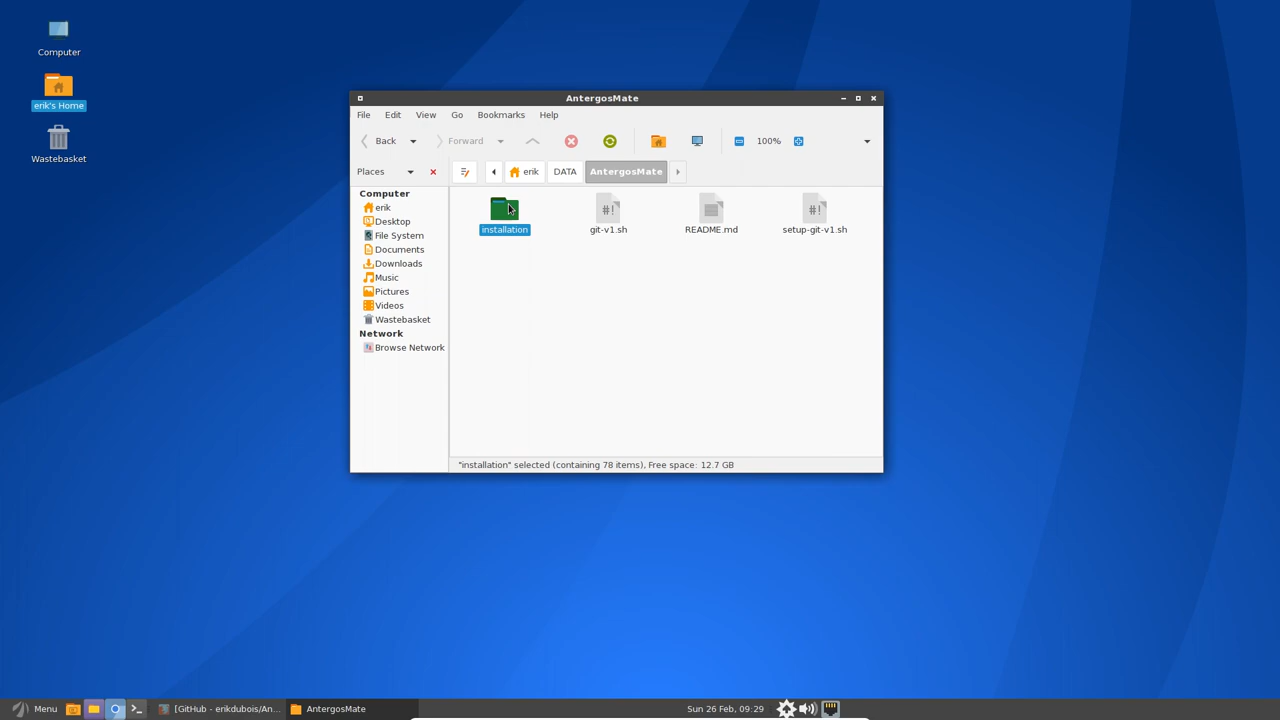 Computer
erik's Home
Wastebasket
AntergosMate
File Edit View Go Bookmarks Help
Back Forward 100%
Places erik DATA AntergosMate
Computer
erik
Desktop
File System
Documents
Downloads
Music
Pictures
Videos
Wastebasket
Network
Browse Network
installation git-v1.sh README.md setup-git-v1.sh
#! #!
"installation" selected (containing 78 items), Free space: 12.7 GB
Menu [GitHub - erikdubois/An... AntergosMate Sun 26 Feb, 09:29